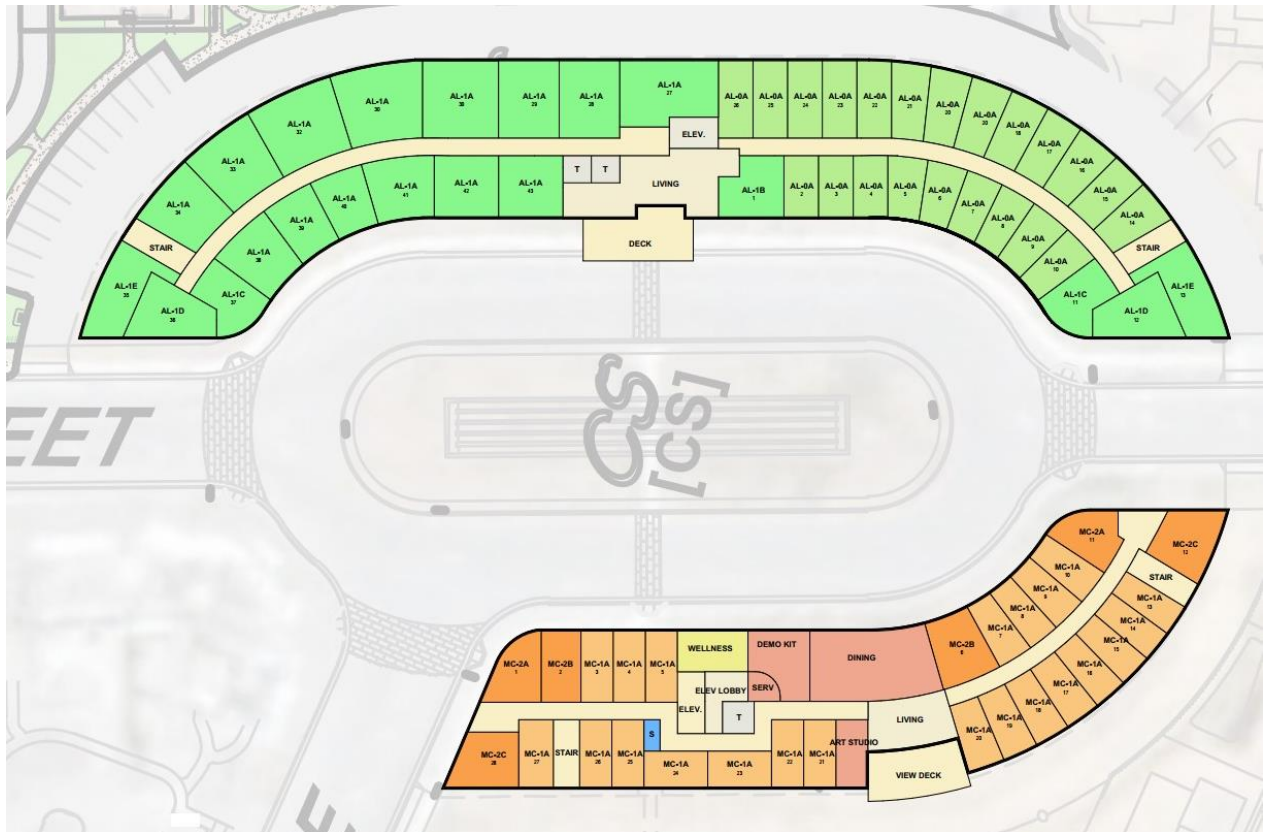 AL-1A
34
AL-1A
33
AL-1A
32
AL-1A
30
AL-1A
30
AL-1A
29
AL-1A
28
AL-1A
27
AL-0A
26
AL-0A
25
AL-0A
24
AL-0A
23
AL-0A
22
AL-0A
21
AL-0A
20
AL-0A
20
AL-0A
18
AL-0A
17
AL-0A
16
AL-0A
15
AL-0A
14
ELEV.
STAIR
AL-1E
35
AL-1D
36
AL-1C
37
AL-1A
38
AL-1A
39
AL-1A
40
AL-1A
41
AL-1A
42
AL-1A
43
T
T
LIVING
AL-1B
1
AL-0A
2
AL-0A
3
AL-0A
4
AL-0A
5
AL-0A
6
AL-0A
7
AL-0A
8
AL-0A
9
AL-0A
10
AL-1C
11
AL-1D
12
AL-1E
13
STAIR
DECK
EET
CS
[CS]
MC-2A
1
MC-2B
2
MC-1A
3
MC-1A
4
MC-1A
5
WELLNESS
DEMO KIT
DINING
MC-2B
6
MC-1A
7
MC-1A
8
MC-1A
9
MC-1A
10
MC-2A
11
MC-2C
12
STAIR
MC-1A
13
MC-1A
14
MC-1A
15
MC-1A
16
MC-1A
17
MC-1A
18
MC-1A
19
MC-1A
20
ELEV LOBBY
SERV
ELEV.
T
LIVING
S
ART STUDIO
VIEW DECK
MC-2C
28
MC-1A
27
STAIR
MC-1A
26
MC-1A
25
MC-1A
24
MC-1A
23
MC-1A
22
MC-1A
21